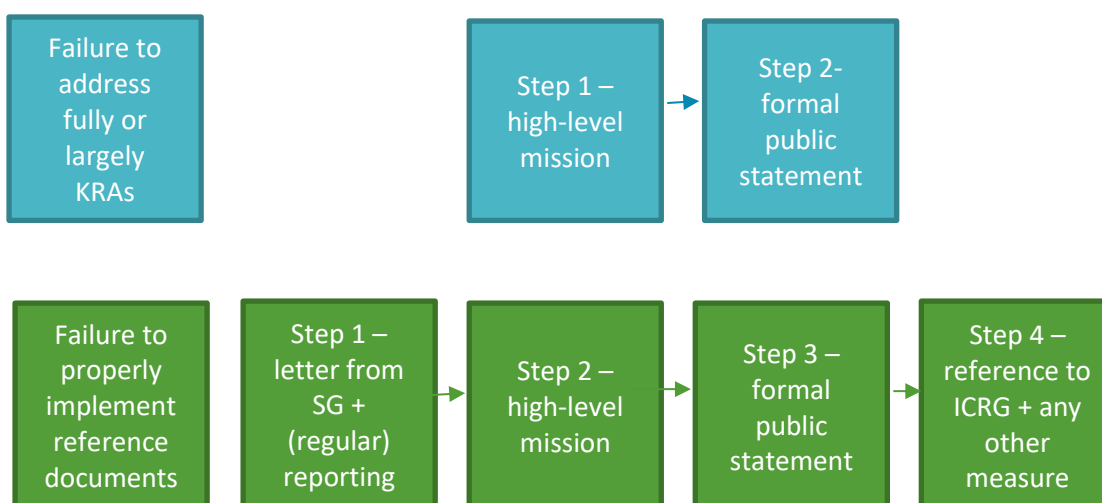 Failure to
address
fully or
largely
KRAs
Step 1 –
high-level
mission
Step 2-
formal
public
statement
Failure to
properly
implement
reference
documents
Step 1 –
letter from
SG +
(regular)
reporting
Step 2 –
high-level
mission
Step 3 –
formal
public
statement
Step 4 –
reference to
ICRG + any
other
measure